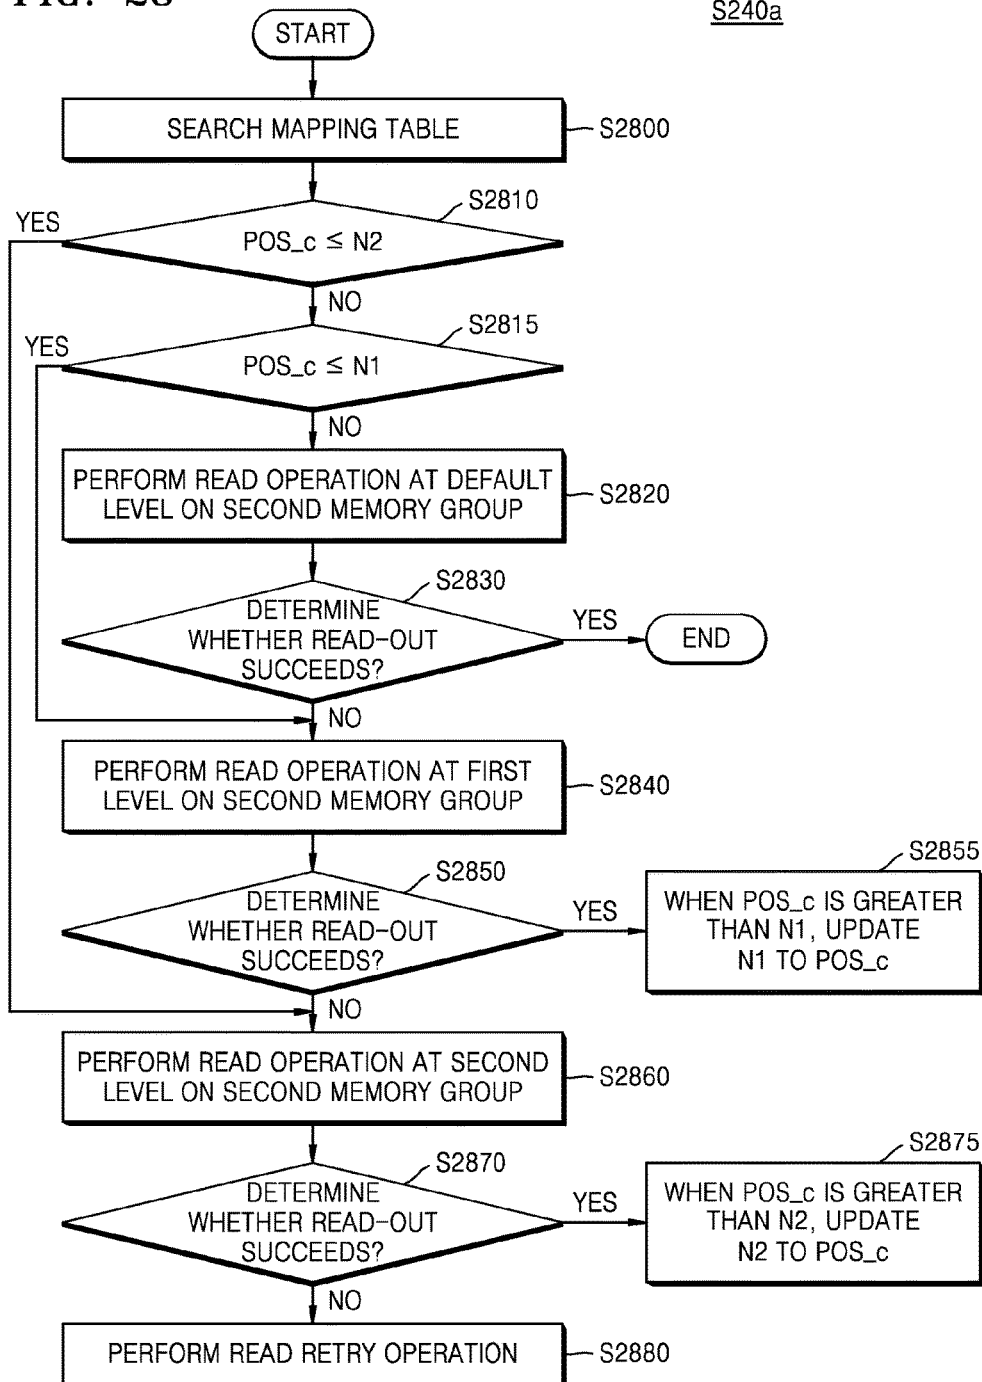 FIG. 28
S240a
START
SEARCH MAPPING TABLE
S2800
S2810
YES
POS_c ≤ N2
NO
S2815
YES
POS_c ≤ N1
NO
PERFORM READ OPERATION AT DEFAULT
LEVEL ON SECOND MEMORY GROUP
S2820
S2830
DETERMINE
WHETHER READ-OUT
SUCCEEDS?
YES
END
NO
PERFORM READ OPERATION AT FIRST
LEVEL ON SECOND MEMORY GROUP
S2840
S2850
DETERMINE
WHETHER READ-OUT
SUCCEEDS?
YES
S2855
WHEN POS_c IS GREATER
THAN N1, UPDATE
N1 TO POS_c
NO
PERFORM READ OPERATION AT SECOND
LEVEL ON SECOND MEMORY GROUP
S2860
S2870
DETERMINE
WHETHER READ-OUT
SUCCEEDS?
YES
S2875
WHEN POS_c IS GREATER
THAN N2, UPDATE
N2 TO POS_c
NO
PERFORM READ RETRY OPERATION
S2880